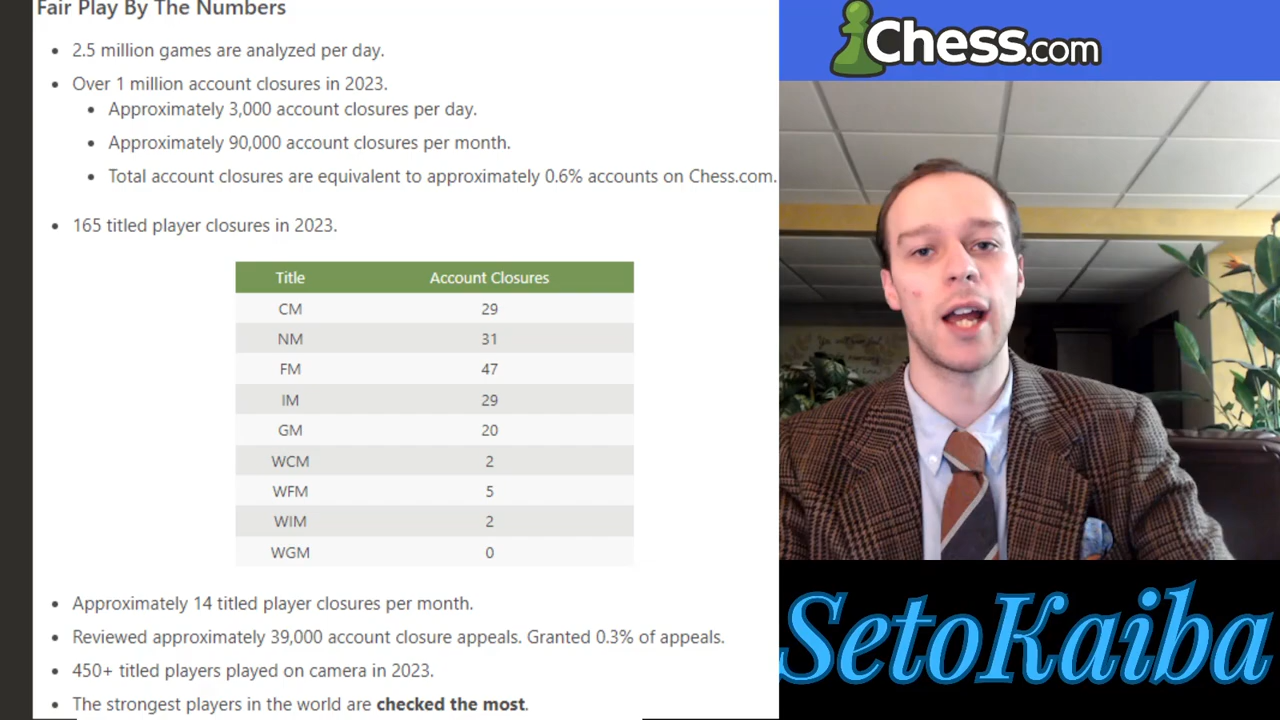 Fair Play By The Numbers
2.5 million games are analyzed per day.
Over 1 million account closures in 2023.
Approximately 3,000 account closures per day.
Approximately 90,000 account closures per month.
Total account closures are equivalent to approximately 0.6% accounts on Chess.com.
165 titled player closures in 2023.
Title Account Closures
CM 29
NM 31
FM 47
IM 29
GM 20
WCM 2
WFM 5
WIM 2
WGM 0
Approximately 14 titled player closures per month.
Reviewed approximately 39,000 account closure appeals. Granted 0.3% of appeals.
450+ titled players played on camera in 2023.
The strongest players in the world are checked the most.
Chess.com
SetoKaiba